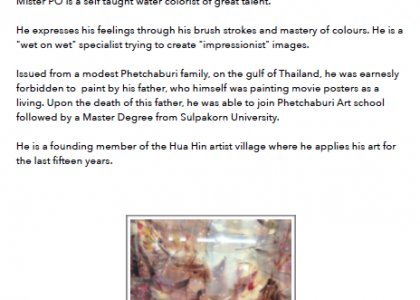 Mister PO is a self taught water colorist of great talent.
He expresses his feelings through his brush strokes and mastery of colours. He is a
"wet on wet" specialist trying to create "impressionist" images.
Issued from a modest Phetchaburi family, on the gulf of Thailand, he was earnesly
forbidden to paint by his father, who himself was painting movie posters as a
living. Upon the death of this father, he was able to join Phetchaburi Art school
followed by a Master Degree from Sulpakorn University.
He is a founding member of the Hua Hin artist village where he applies his art for
the last fifteen years.